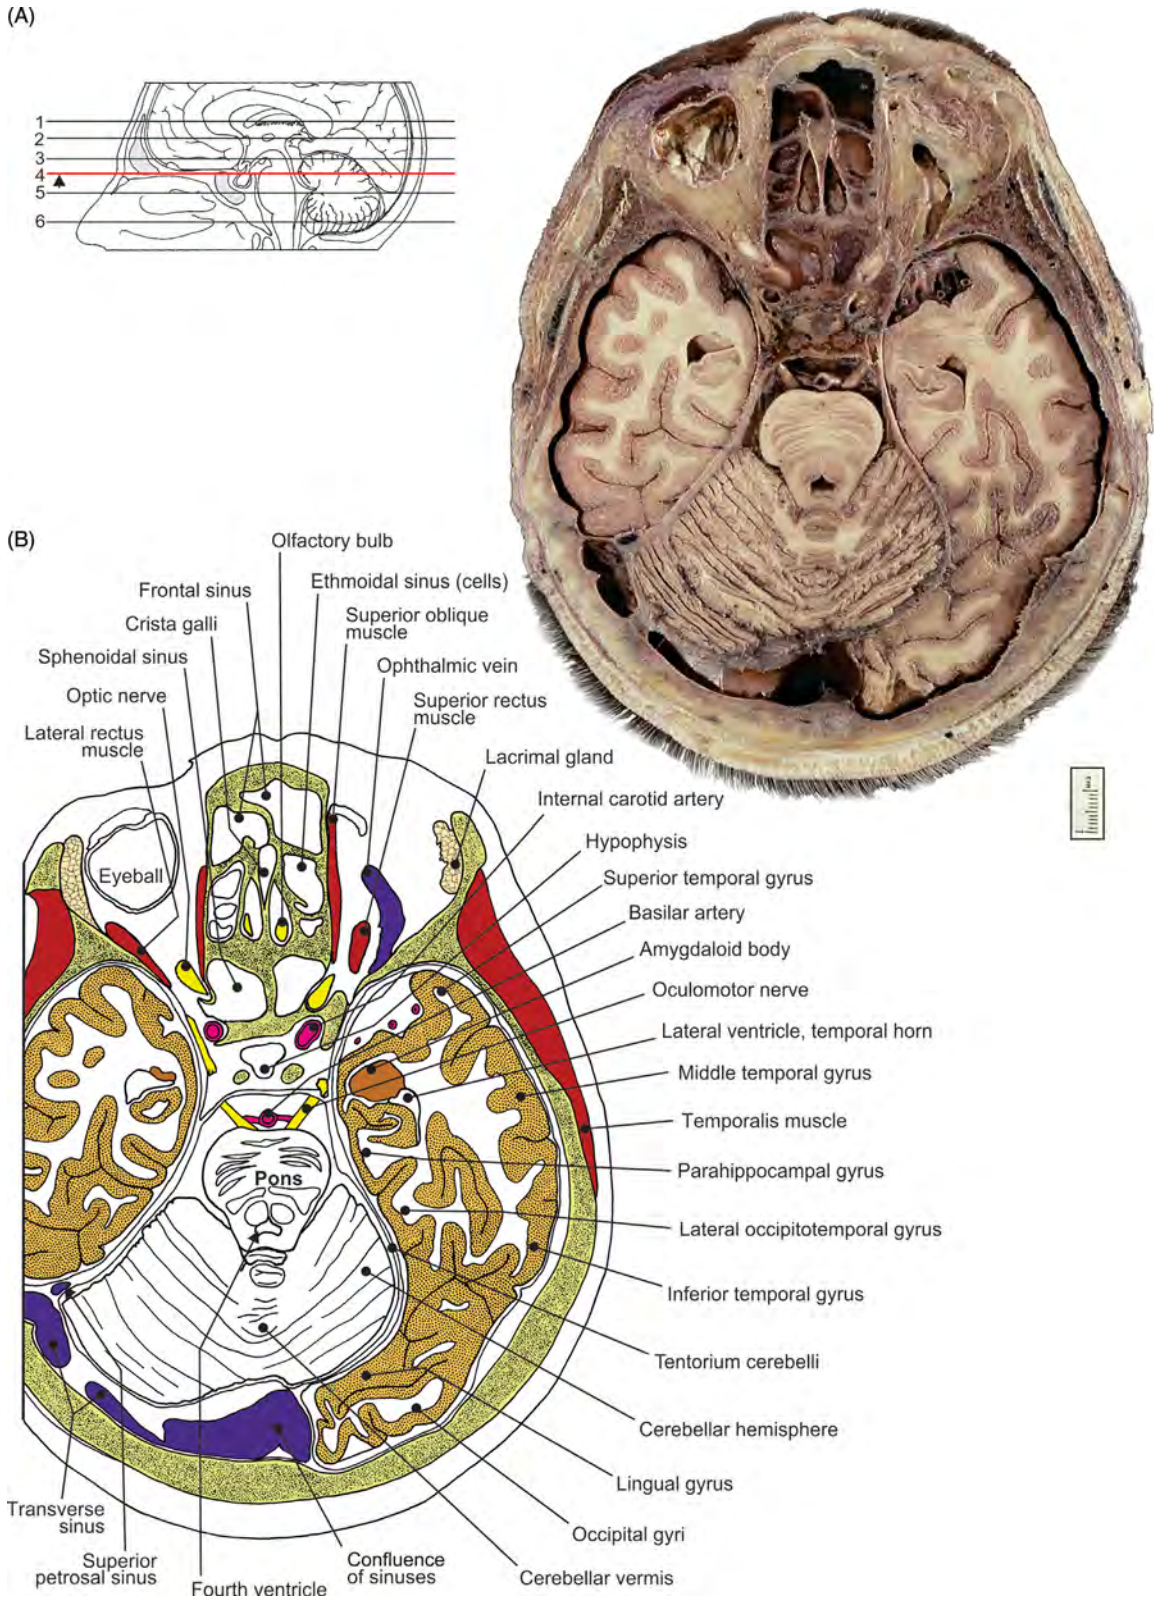 (A)
1
2
3
4
5
6
(B)
Olfactory bulb
Ethmoidal sinus (cells)
Frontal sinus
Superior oblique
muscle
Crista galli
Sphenoidal sinus
Ophthalmic vein
Optic nerve
Superior rectus
muscle
Lateral rectus
muscle
Lacrimal gland
Internal carotid artery
Hypophysis
Eyeball
Superior temporal gyrus
Basilar artery
Amygdaloid body
Oculomotor nerve
Lateral ventricle, temporal horn
Middle temporal gyrus
Temporalis muscle
Pons
Parahippocampal gyrus
Lateral occipitotemporal gyrus
Inferior temporal gyrus
Tentorium cerebelli
Cerebellar hemisphere
Lingual gyrus
Occipital gyri
Cerebellar vermis
Transverse
sinus
Superior
petrosal sinus
Fourth ventricle
Confluence
of sinuses